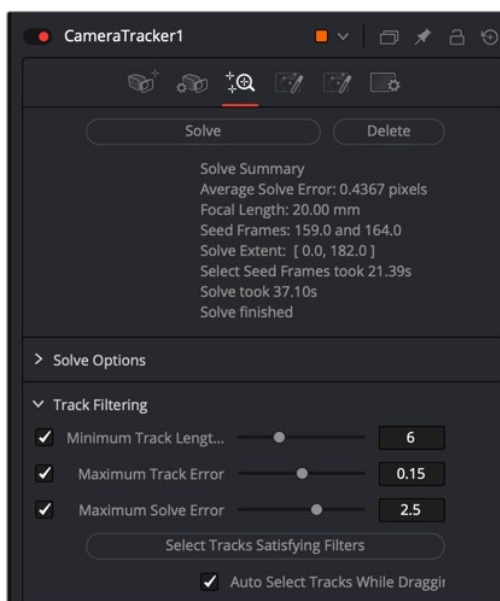 CameraTracker1
Solve Delete
Solve Summary
Average Solve Error: 0.4367 pixels
Focal Length: 20.00 mm
Seed Frames: 159.0 and 164.0
Solve Extent: [ 0.0, 182.0 ]
Select Seed Frames took 21.39s
Solve took 37.10s
Solve finished
Solve Options
Track Filtering
Minimum Track Lengt... 6
Maximum Track Error 0.15
Maximum Solve Error 2.5
Select Tracks Satisfying Filters
Auto Select Tracks While Draggin